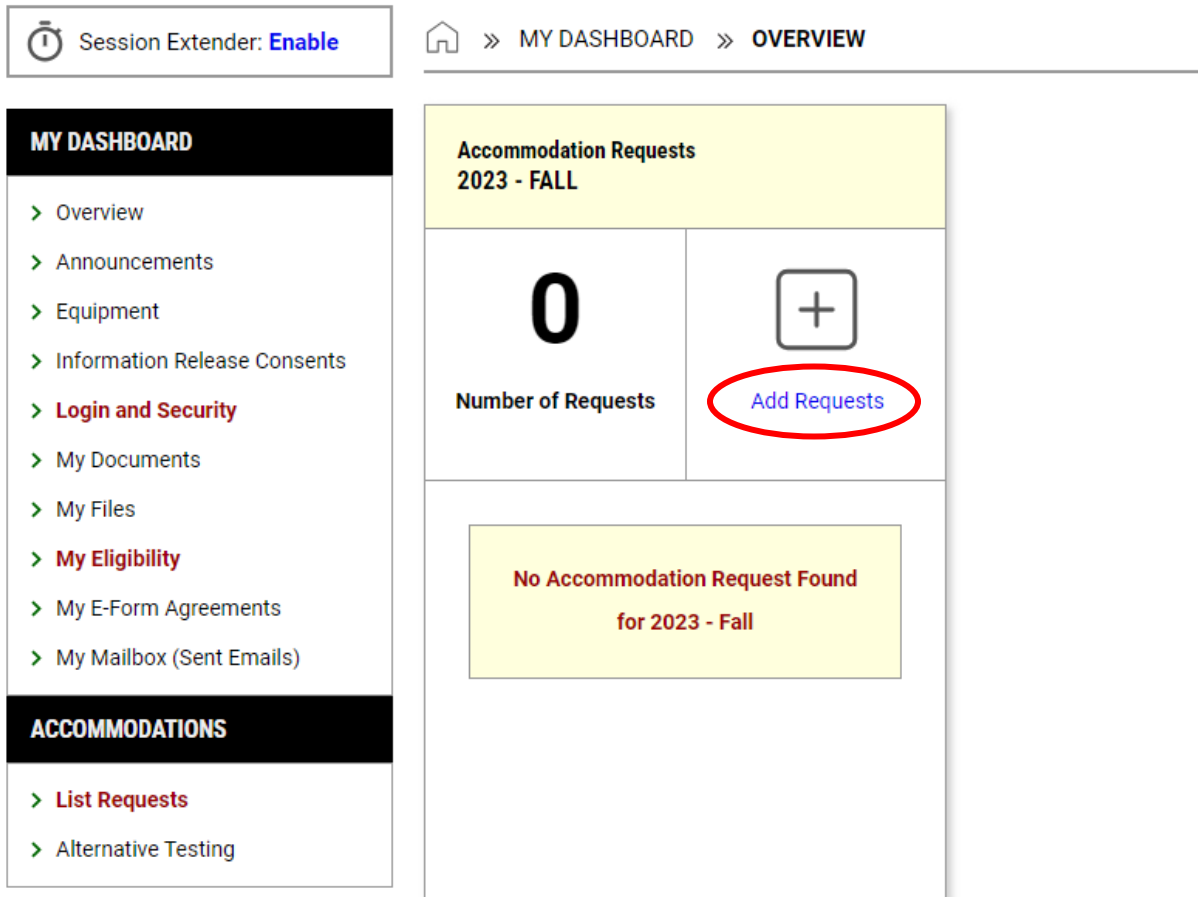 Session Extender: Enable
» MY DASHBOARD » OVERVIEW
MY DASHBOARD
> Overview
> Announcements
> Equipment
> Information Release Consents
> Login and Security
> My Documents
> My Files
> My Eligibility
> My E-Form Agreements
> My Mailbox (Sent Emails)
ACCOMMODATIONS
> List Requests
> Alternative Testing
Accommodation Requests
2023 - FALL
0
Number of Requests
Add Requests
No Accommodation Request Found
for 2023 - Fall